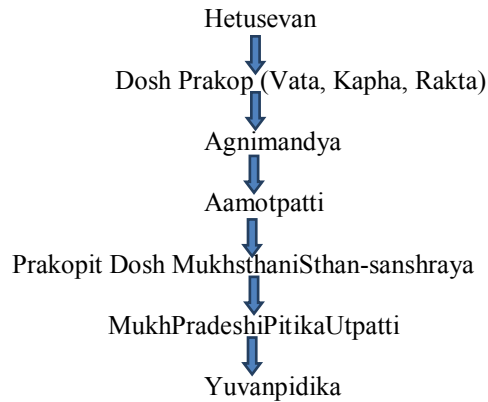 Hetusevan
Dosh Prakop (Vata, Kapha, Rakta)
Agnimandya
Aamotpatti
Prakopit Dosh MukhsthaniSthan-sanshraya
MukhPradeshiPitikaUtpatti
Yuvanpidika